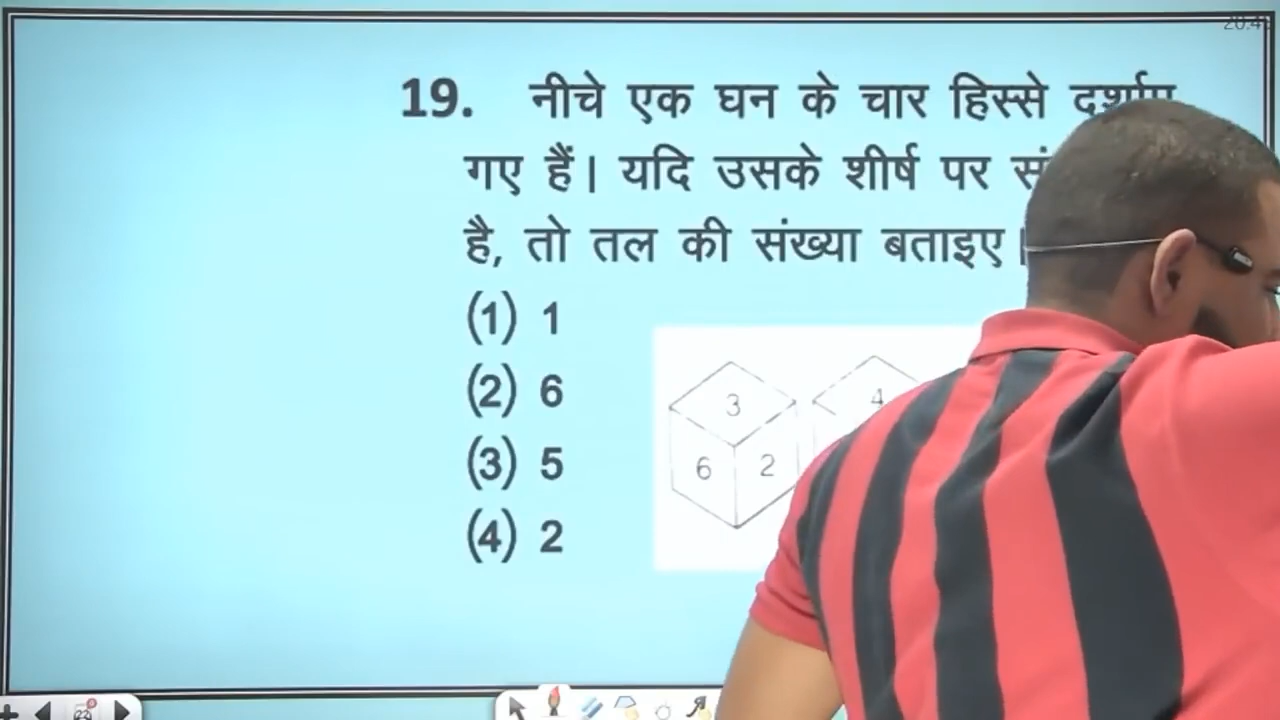 19. नीचे एक घन के चार हिस्से दर्शाए
गए हैं। यदि उसके शीर्ष पर
है, तो तल की संख्या बताइए।
(1) 1
(2) 6
(3) 5
(4) 2
3
4
6 2